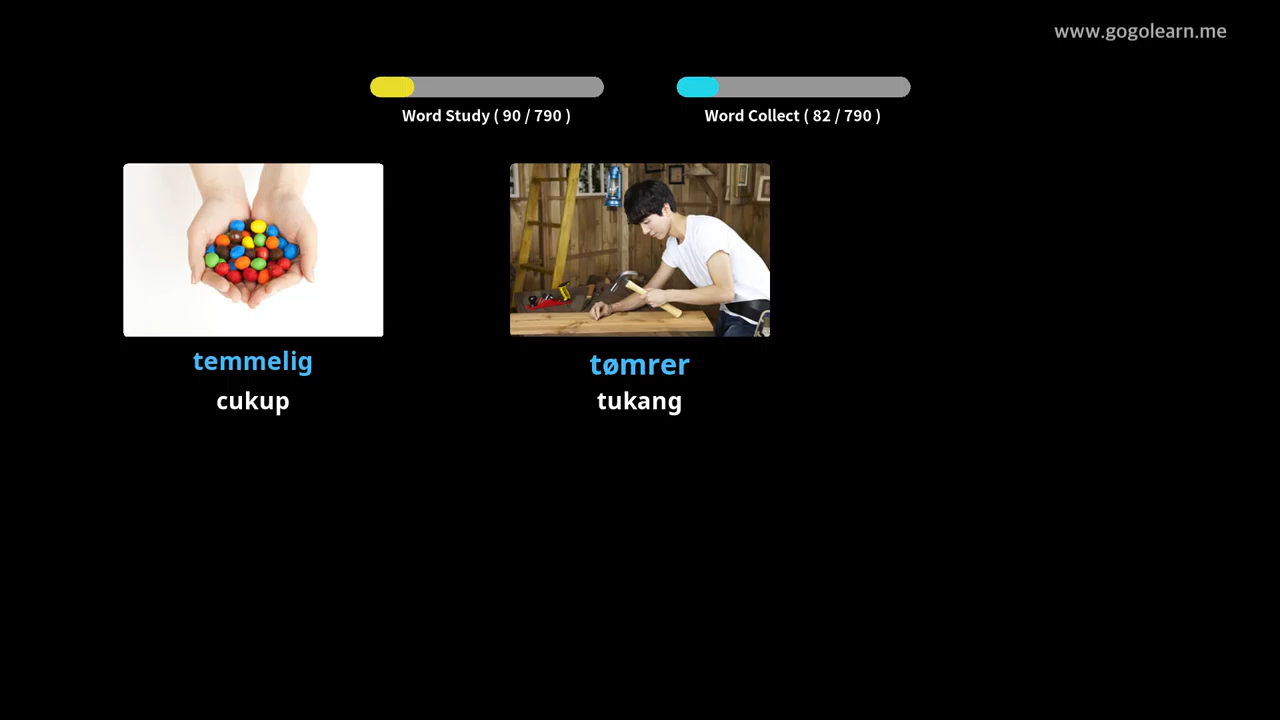 www.gogolearn.me
Word Study ( 90 / 790 )
Word Collect ( 82 / 790 )
temmelig
cukup
tømrer
tukang